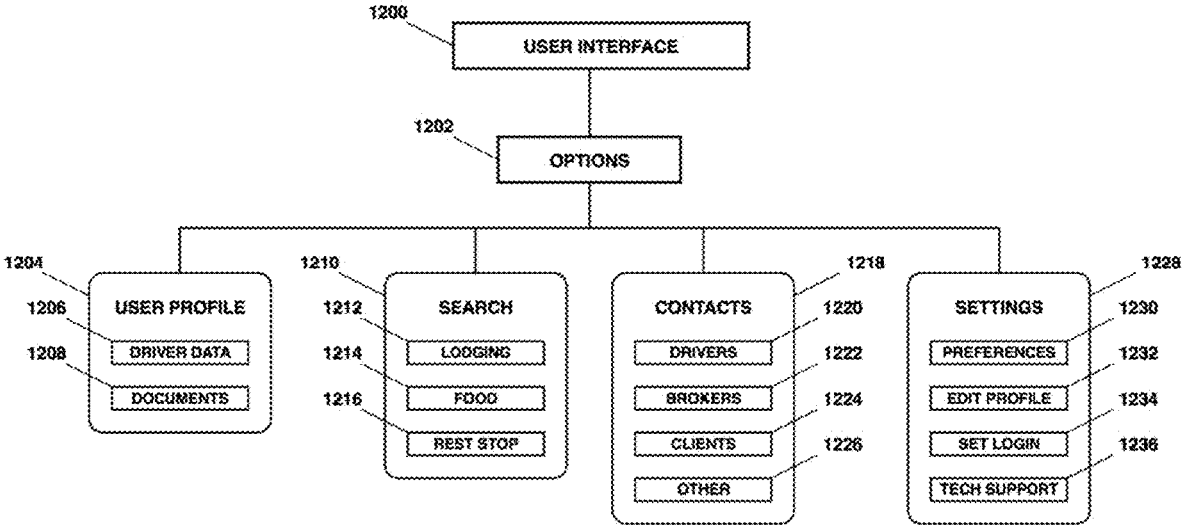 1200
USER INTERFACE
1202
OPTIONS
1204
USER PROFILE
1206
DRIVER DATA
1208
DOCUMENTS
1210
SEARCH
1212
LODGING
1214
FOOD
1216
REST STOP
1218
CONTACTS
1220
DRIVERS
1222
BROKERS
1224
CLIENTS
1226
OTHER
1228
SETTINGS
1230
PREFERENCES
1232
EDIT PROFILE
1234
SET LOGIN
1236
TECH SUPPORT